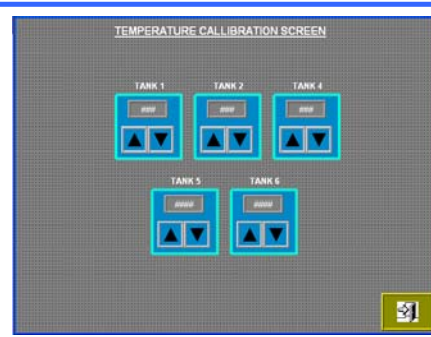 TEMPERATURE CALLIBRATION SCREEN
TANK 1 TANK 2 TANK 4
### ### ###
TANK 5 TANK 6
#### ####